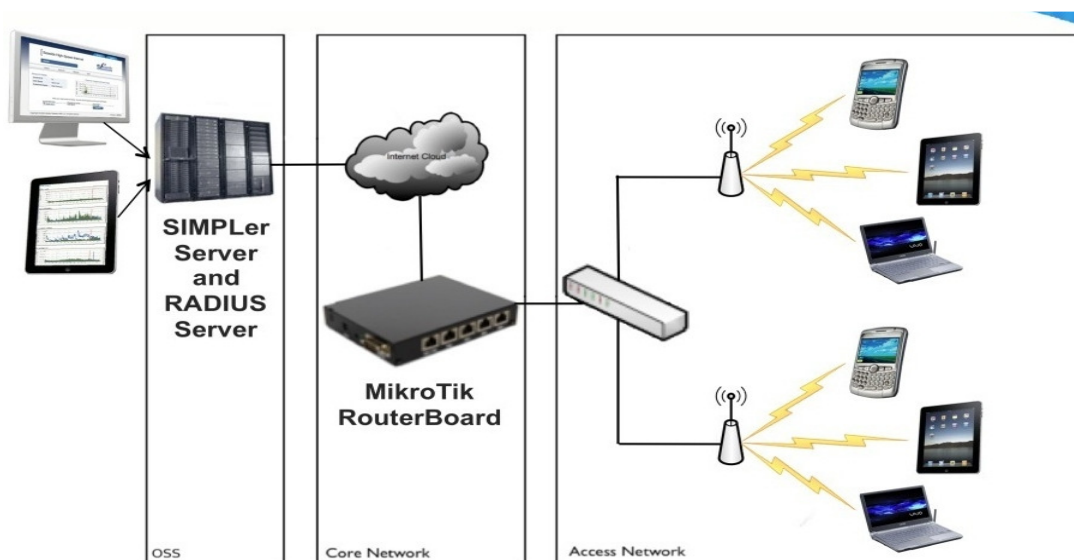 Internet Cloud
SIMPLer
Server
and
RADIUS
Server
MikroTik
RouterBoard
OSS
Core Network
Access Network